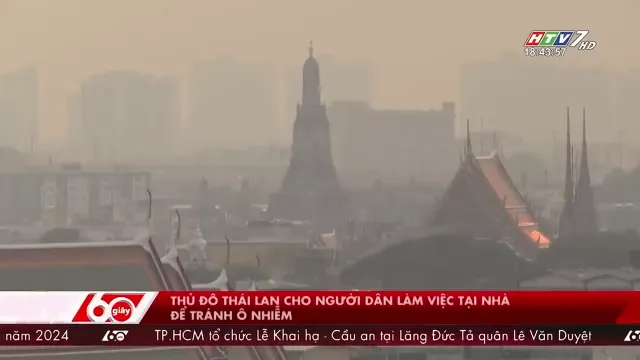 HTV7 HD
18:43:57
60 giây
THỦ ĐÔ THÁI LAN CHO NGƯỜI DÂN LÀM VIỆC TẠI NHÀ
ĐỂ TRÁNH Ô NHIỄM
năm 2024 60 TP.HCM tổ chức Lễ Khai hạ - Cầu an tại Lăng Đức Tả quân Lê Văn Duyệt